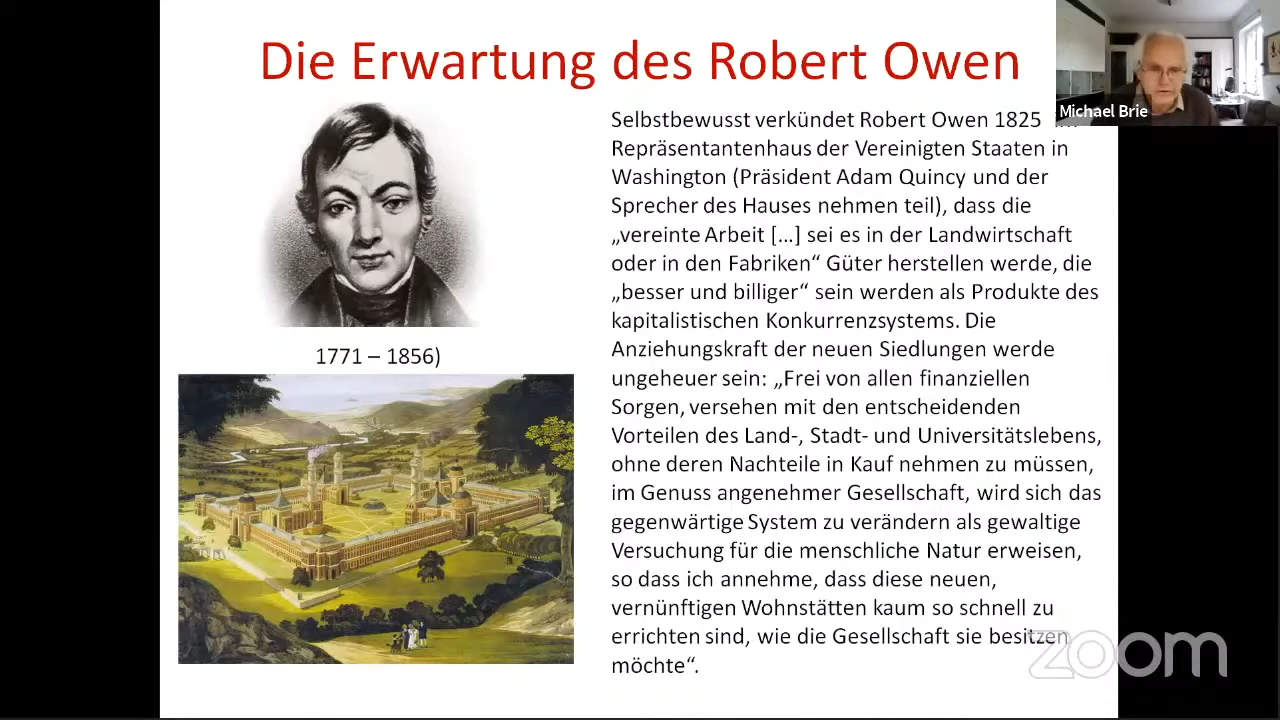 Die Erwartung des Robert Owen
Michael Brie
1771 – 1856)
Selbstbewusst verkündet Robert Owen 1825
Repräsentantenhaus der Vereinigten Staaten in
Washington (Präsident Adam Quincy und der
Sprecher des Hauses nehmen teil), dass die
„vereinte Arbeit […] sei es in der Landwirtschaft
oder in den Fabriken“ Güter herstellen werde, die
„besser und billiger“ sein werden als Produkte des
kapitalistischen Konkurrenzsystems. Die
Anziehungskraft der neuen Siedlungen werde
ungeheuer sein: „Frei von allen finanziellen
Sorgen, versehen mit den entscheidenden
Vorteilen des Land-, Stadt- und Universitätslebens,
ohne deren Nachteile in Kauf nehmen zu müssen,
im Genuss angenehmer Gesellschaft, wird sich das
gegenwärtige System zu verändern als gewaltige
Versuchung für die menschliche Natur erweisen,
so dass ich annehme, dass diese neuen,
vernünftigen Wohnstätten kaum so schnell zu
errichten sind, wie die Gesellschaft sie besitzen
möchte“.
zoom